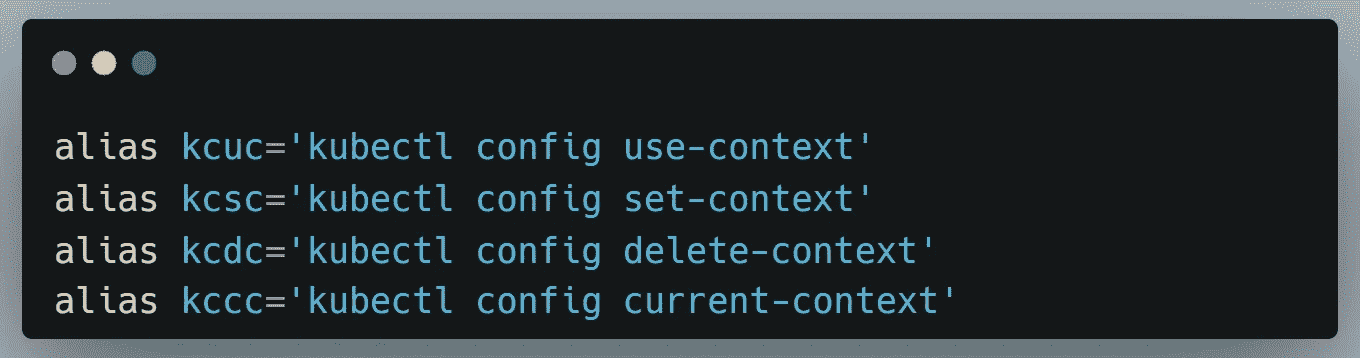 alias kcuc='kubectl config use-context'
alias kcsc='kubectl config set-context'
alias kcdc='kubectl config delete-context'
alias kccc='kubectl config current-context'